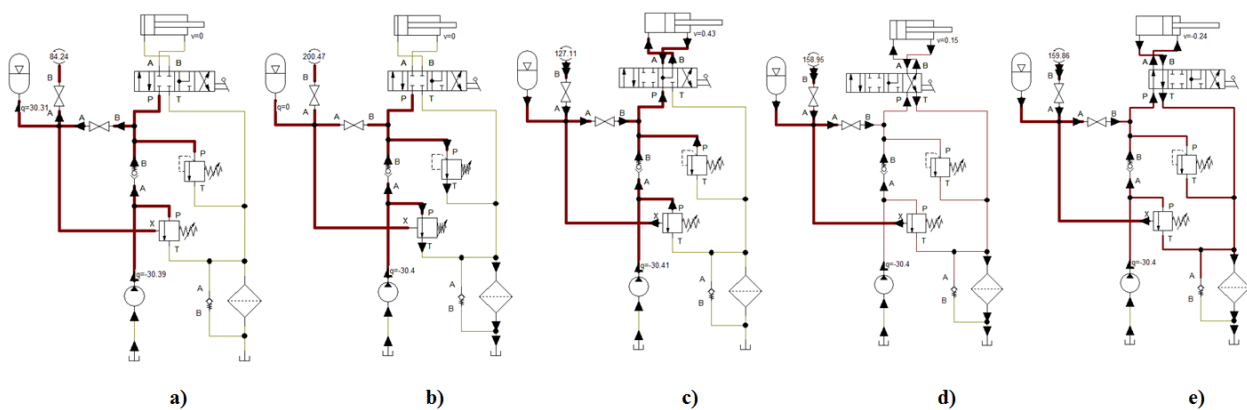 84.24
B
v=0
A B
P T
q=30.31
A
A B
B
P
T
A
P
X
T
q=-30.39
A
B
a)
200.47
B
v=0
A B
P T
q=0
A
A B
B
P
T
A
P
X
T
q=-30.4
A
B
b)
127.11
B
v=0.43
A B
P T
A
A B
B
P
T
A
P
X
T
q=-30.41
A
B
c)
158.95
B
v=0.15
A B
P T
A
A B
B
P
T
A
P
X
T
q=-30.4
A
B
d)
159.86
B
v=-0.24
A B
P T
A
A B
B
P
T
A
P
X
T
q=-30.4
A
B
e)